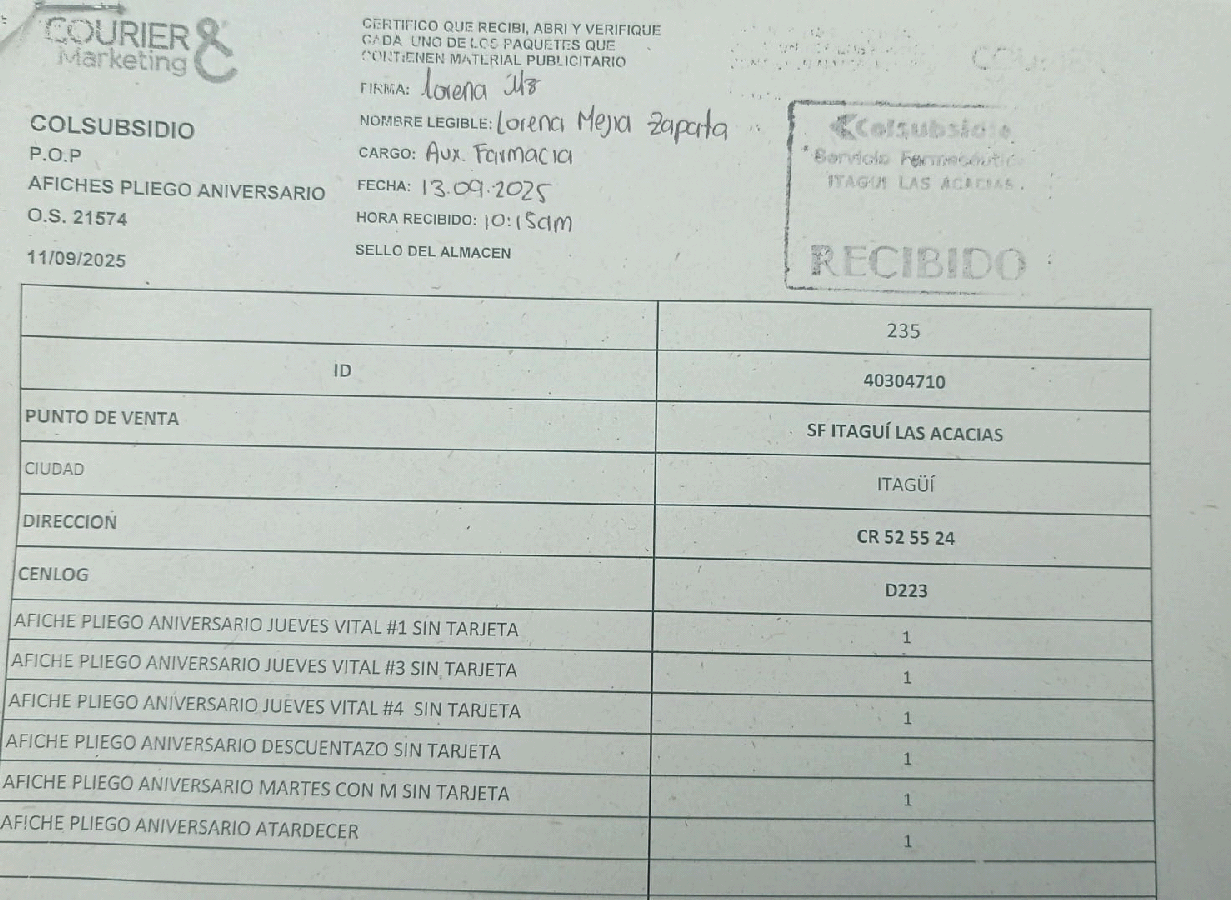 COURIER &
Marketing
CERTIFICO QUE RECIBI, ABRI Y VERIFIQUE
CADA UNO DE LOS PAQUETES QUE
CONTIENEN MATERIAL PUBLICITARIO
FIRMA: Lorena
NOMBRE LEGIBLE: Lorena Mejia Zapata
CARGO: Aux. Farmacia
FECHA: 13.09.2025
HORA RECIBIDO: 10:15am
SELLO DEL ALMACEN
COLSUBSIDIO
P.O.P
AFICHES PLIEGO ANIVERSARIO
O.S. 21574
11/09/2025
Colsubsidio
Servicio Farmacéutico
ITAGUI LAS ACACIAS.
RECIBIDO
235
ID 40304710
PUNTO DE VENTA SF ITAGUÍ LAS ACACIAS
CIUDAD ITAGÜÍ
DIRECCION CR 52 55 24
CENLOG D223
AFICHE PLIEGO ANIVERSARIO JUEVES VITAL #1 SIN TARJETA 1
AFICHE PLIEGO ANIVERSARIO JUEVES VITAL #3 SIN TARJETA 1
AFICHE PLIEGO ANIVERSARIO JUEVES VITAL #4 SIN TARJETA 1
AFICHE PLIEGO ANIVERSARIO DESCUENTAZO SIN TARJETA 1
AFICHE PLIEGO ANIVERSARIO MARTES CON M SIN TARJETA 1
AFICHE PLIEGO ANIVERSARIO ATARDECER 1